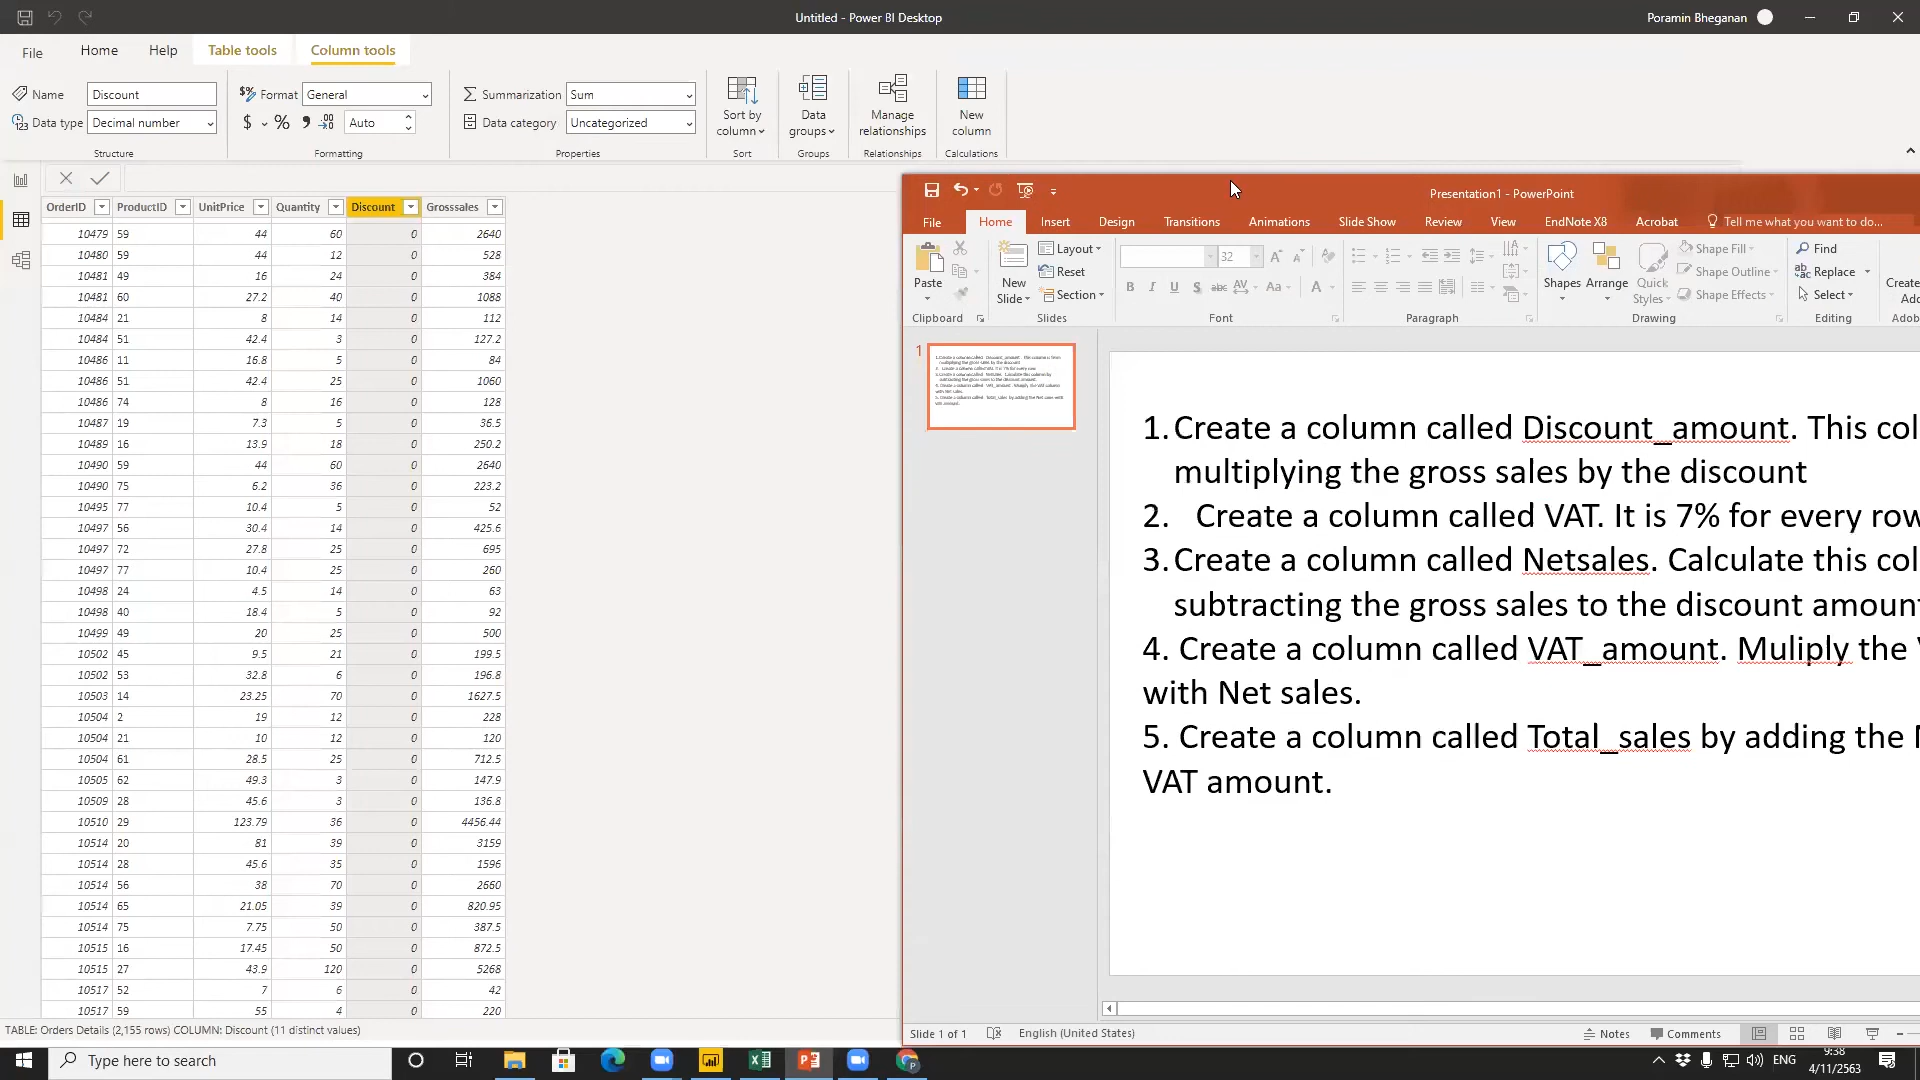 Untitled - Power BI Desktop
Poramin Bheganan
File
Home
Help
Table tools
Column tools
Name
Discount
Format
General
Summarization
Sum
Data type
Decimal number
$ % 9 .00
Auto
Data category
Uncategorized
Sort by
column
Data
groups
Manage
relationships
New
column
Structure
Formatting
Properties
Sort
Groups
Relationships
Calculations
OrderID ProductID UnitPrice Quantity Discount Grosssales
10479 59 44 60 0 2640
10480 59 44 12 0 528
10481 49 16 24 0 384
10481 60 27.2 40 0 1088
10484 21 8 14 0 112
10484 51 42.4 3 0 127.2
10486 11 16.8 5 0 84
10486 51 42.4 25 0 1060
10486 74 8 16 0 128
10487 19 7.3 5 0 36.5
10489 16 13.9 18 0 250.2
10490 59 44 60 0 2640
10490 75 6.2 36 0 223.2
10495 77 10.4 5 0 52
10497 56 30.4 14 0 425.6
10497 72 27.8 25 0 695
10497 77 10.4 25 0 260
10498 24 4.5 14 0 63
10498 40 18.4 5 0 92
10499 49 20 25 0 500
10502 45 9.5 21 0 199.5
10502 53 32.8 6 0 196.8
10503 14 23.25 70 0 1627.5
10504 2 19 12 0 228
10504 21 10 12 0 120
10504 61 28.5 25 0 712.5
10505 62 49.3 3 0 147.9
10509 28 45.6 3 0 136.8
10510 29 123.79 36 0 4456.44
10514 20 81 39 0 3159
10514 28 45.6 35 0 1596
10514 56 38 70 0 2660
10514 65 21.05 39 0 820.95
10514 75 7.75 50 0 387.5
10515 16 17.45 50 0 872.5
10515 27 43.9 120 0 5268
10517 52 7 6 0 42
10517 59 55 4 0 220
TABLE: Orders Details (2,155 rows) COLUMN: Discount (11 distinct values)
Presentation1 - PowerPoint
File Home Insert Design Transitions Animations Slide Show Review View EndNote X8 Acrobat Tell me what you want to do...
Paste
New
Slide
Layout
Reset
Section
32
B I U S abc AV Aa A
Shapes
Arrange
Quick
Styles
Shape Fill
Shape Outline
Shape Effects
Find
Replace
Select
Create
Clipboard Slides Font Paragraph Drawing Editing
1
1. Create a column called Discount_amount. This col
multiplying the gross sales by the discount
2. Create a column called VAT. It is 7% for every row
3. Create a column called Netsales. Calculate this col
subtracting the gross sales to the discount amoun
4. Create a column called VAT_amount. Muliply the
with Net sales.
5. Create a column called Total_sales by adding the
VAT amount.
Slide 1 of 1
English (United States)
Notes
Comments
Type here to search
ENG
9:38
4/11/2563